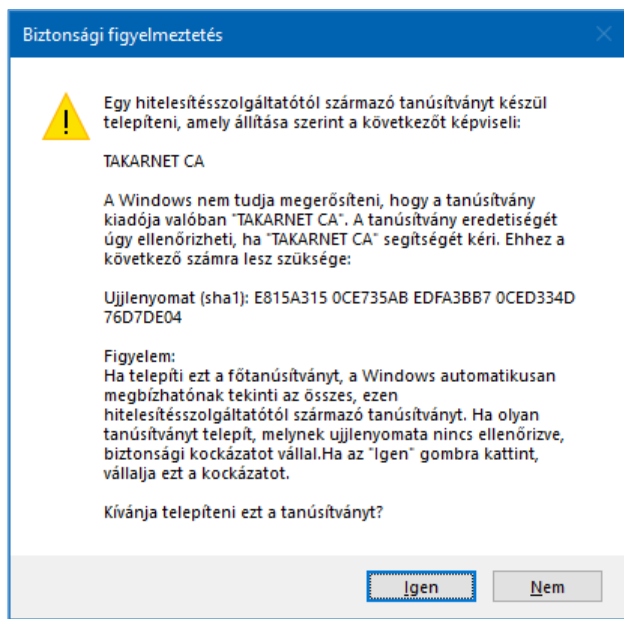 Biztonsági figyelmeztetés
Egy hitelesítésszolgáltatótól származó tanúsítványt készül
telepíteni, amely állítása szerint a következőt képviseli:
TAKARNET CA
A Windows nem tudja megerősíteni, hogy a tanúsítvány
kiadója valóban "TAKARNET CA". A tanúsítvány eredetiségét
úgy ellenőrizheti, ha "TAKARNET CA" segítségét kéri. Ehhez a
következő számra lesz szüksége:
Ujjlenyomat (sha1): E815A315 0CE735AB EDFA3BB7 0CED334D
76D7DE04
Figyelem:
Ha telepíti ezt a főtanúsítványt, a Windows automatikusan
megbízhatónak tekinti az összes, ezen
hitelesítésszolgáltatótól származó tanúsítványt. Ha olyan
tanúsítványt telepít, melynek ujjlenyomata nincs ellenőrizve,
biztonsági kockázatot vállal.Ha az "Igen" gombra kattint,
vállalja ezt a kockázatot.
Kívánja telepíteni ezt a tanúsítványt?
Igen
Nem